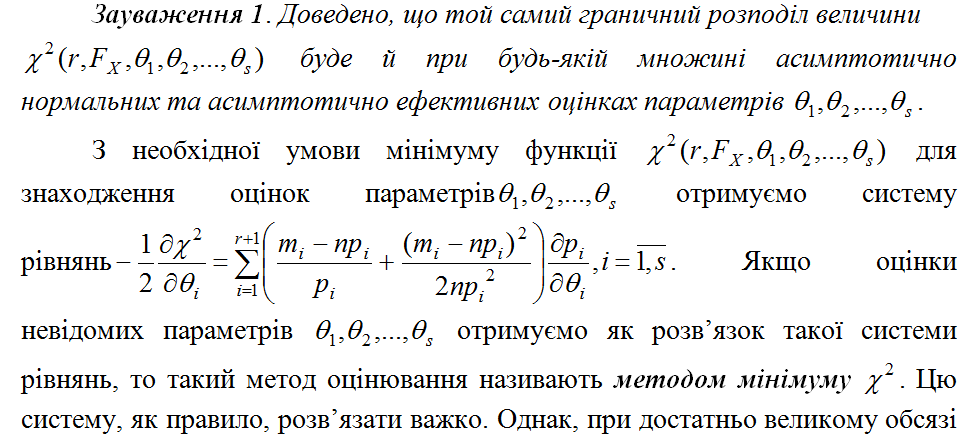 Зауваження 1. Доведено, що той самий граничний розподіл величини
χ²(r, F_X, θ₁, θ₂,..., θ_s) буде й при будь-якій множині асимптотично
нормальних та асимптотично ефективних оцінках параметрів θ₁, θ₂,..., θ_s.
З необхідної умови мінімуму функції χ²(r, F_X, θ₁, θ₂,..., θ_s) для
знаходження оцінок параметрів θ₁, θ₂,..., θ_s отримуємо систему
рівнянь −(1/2) ∂χ²/∂θ_i = ∑_{i=1}^{r+1} ( (m_i − np_i)/p_i + (m_i − np_i)²/(2np_i²) ) ∂p_i/∂θ_i, i = \overline{1,s}. Якщо оцінки
невідомих параметрів θ₁, θ₂,..., θ_s отримуємо як розв’язок такої системи
рівнянь, то такий метод оцінювання називають методом мінімуму χ². Цю
систему, як правило, розв’язати важко. Однак, при достатньо великому обсязі